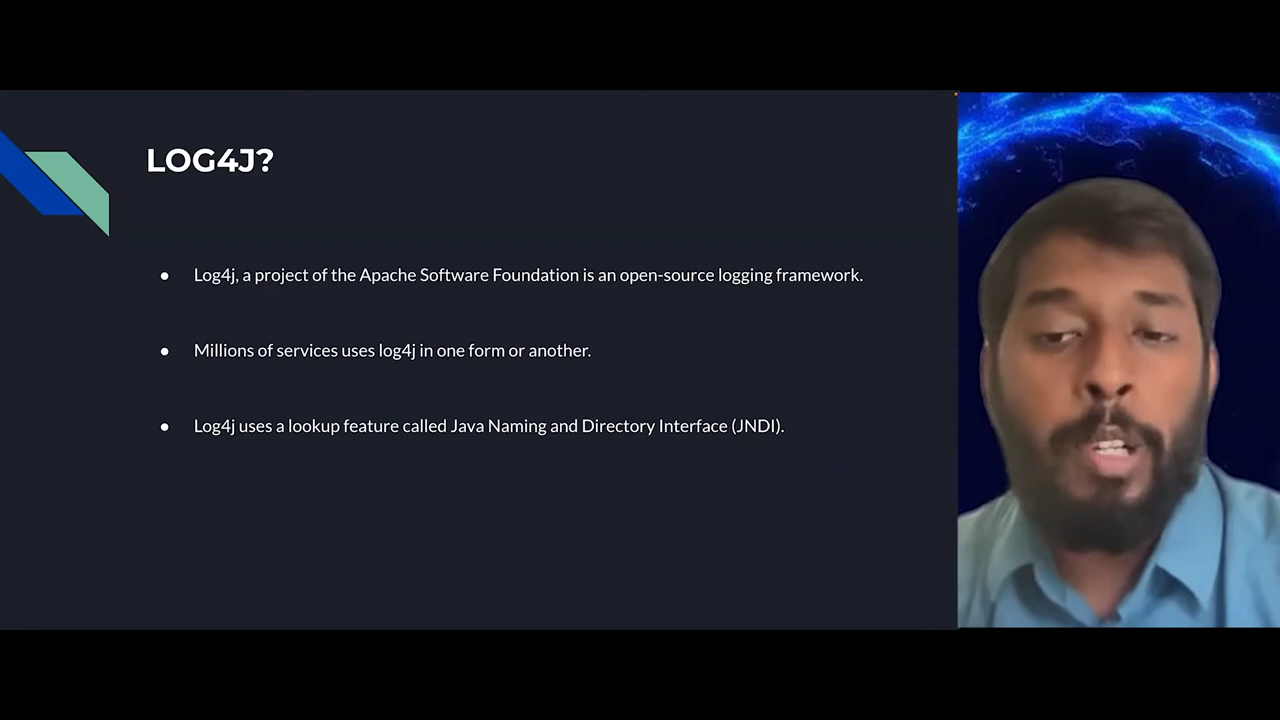 LOG4J?
● Log4j, a project of the Apache Software Foundation is an open-source logging framework.
● Millions of services uses log4j in one form or another.
● Log4j uses a lookup feature called Java Naming and Directory Interface (JNDI).